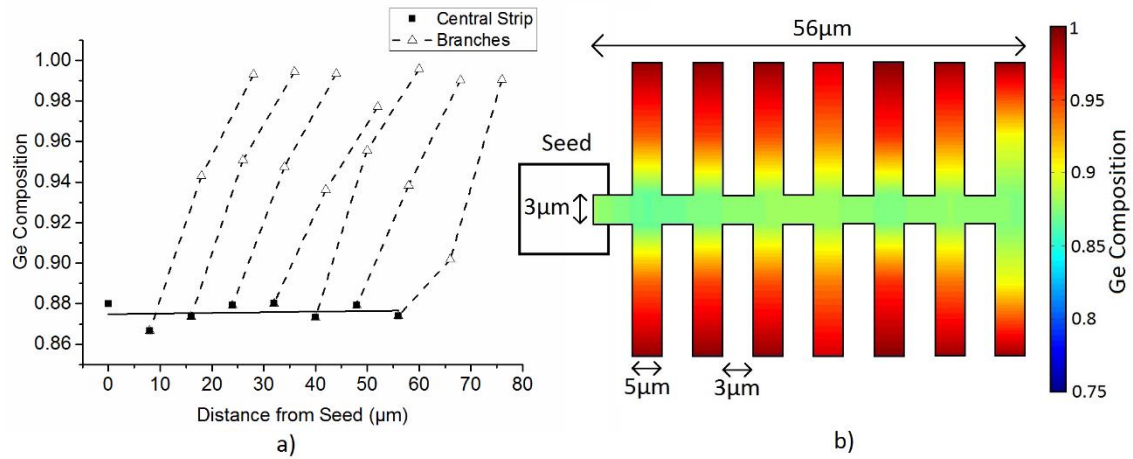 Central Strip
Branches
1.00
0.98
0.96
0.94
0.92
0.90
0.88
0.86
Ge Composition
0 10 20 30 40 50 60 70 80
Distance from Seed (µm)
a)
56µm
Seed
3µm
5µm
3µm
b)
1
0.95
0.9
0.85
0.8
0.75
Ge Composition